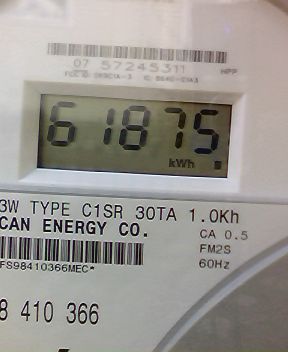 07 57245311
61875
kWh
3W TYPE C1SR 30TA 1.0Kh
CAN ENERGY CO.
CA 0.5
FM2S
FS98410366MEC*
60Hz
8 410 366